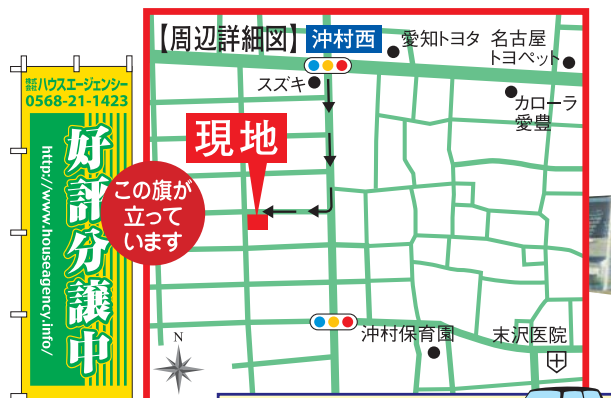 株式会社 ハウスエージェンシー
0568-21-1423
好評分譲中
http://www.houseagency.info/
この旗が
立って
います
【周辺詳細図】
沖村西
愛知トヨタ
名古屋
トヨペット
スズキ
カローラ
愛豊
現地
沖村保育園
末沢医院
N